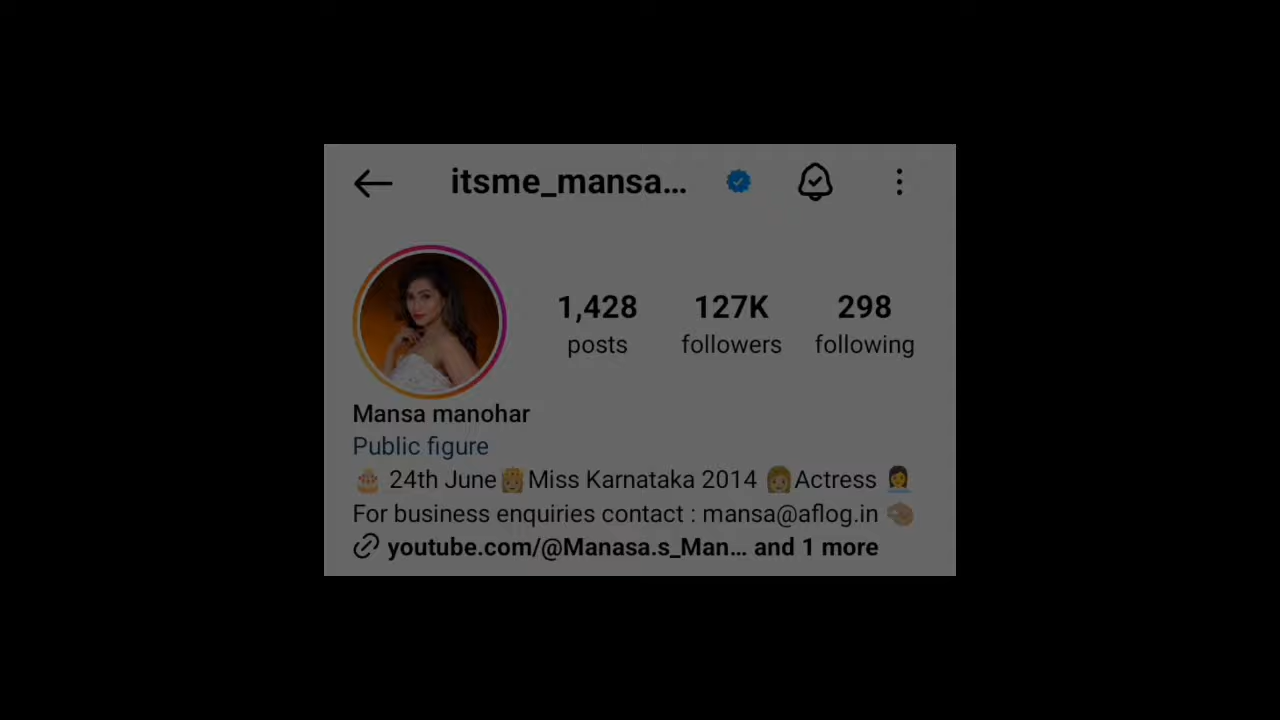 itsme_mansa...
1,428 127K 298
posts followers following
Mansa manohar
Public figure
🎂 24th June👸Miss Karnataka 2014 👩Actress 👩‍💼
For business enquiries contact : mansa@aflog.in 🤏
youtube.com/@Manasa.s_Man... and 1 more